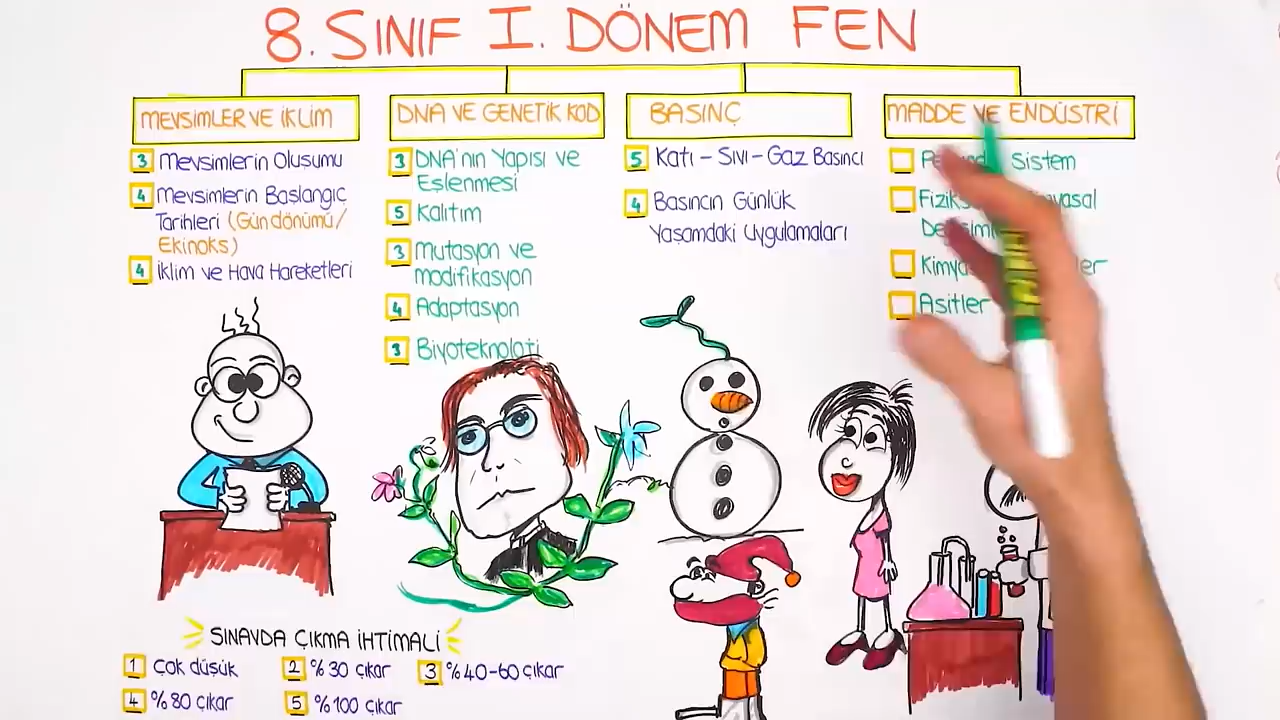 8. SINIF I. DÖNEM FEN
MEVSİMLER VE İKLİM
3 Mevsimlerin Oluşumu
4 Mevsimlerin Başlangıç
Tarihleri (Gün dönümü/
Ekinoks)
4 İklim ve Hava Hareketleri
DNA VE GENETİK KOD
3 DNA'nın Yapısı ve
Eşlenmesi
5 Kalıtım
3 Mutasyon ve
modifikasyon
4 Adaptasyon
3 Biyoteknoloji
BASINÇ
5 Katı - Sıvı - Gaz Basıncı
4 Basıncın Günlük
Yaşamdaki Uygulamaları
MADDE VE ENDÜSTRİ
Sistem
Asitler
SINAVDA ÇIKMA İHTİMALİ
1 Çok düşük 2 %30 çıkar 3 %40-60 çıkar
4 %80 çıkar 5 %100 çıkar